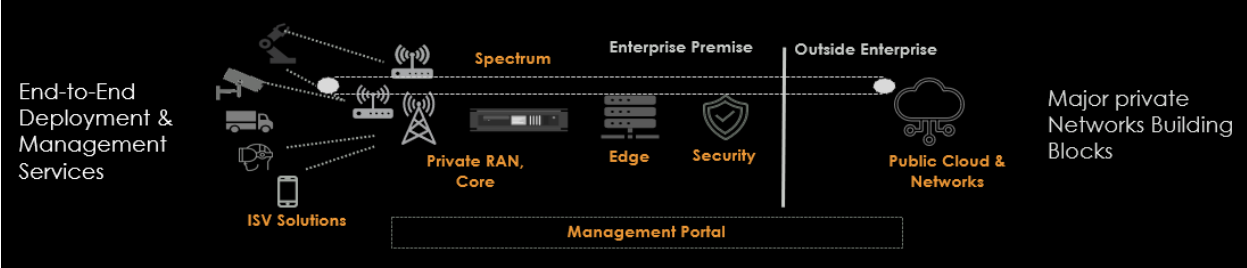 End-to-End
Deployment &
Management
Services
Spectrum
Enterprise Premise
Outside Enterprise
Private RAN,
Core
Edge
Security
Public Cloud &
Networks
ISV Solutions
Management Portal
Major private
Networks Building
Blocks